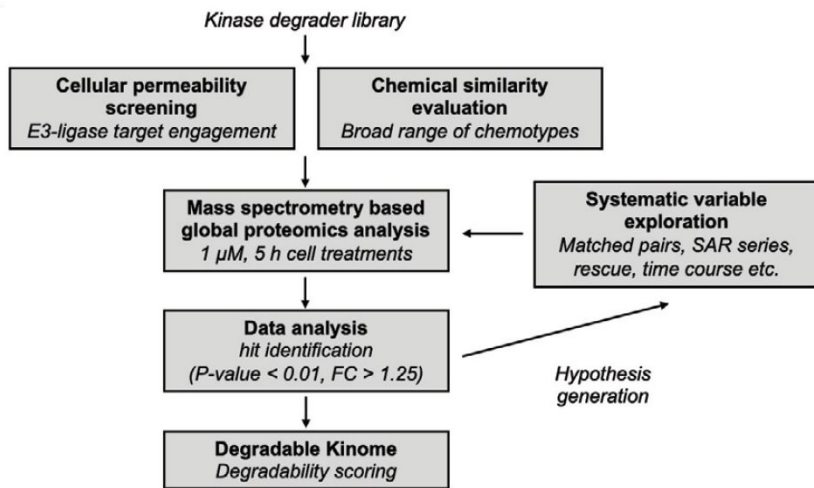 Kinase degrader library
Cellular permeability
screening
E3-ligase target engagement
Chemical similarity
evaluation
Broad range of chemotypes
Mass spectrometry based
global proteomics analysis
1 µM, 5 h cell treatments
Systematic variable
exploration
Matched pairs, SAR series,
rescue, time course etc.
Data analysis
hit identification
(P-value < 0.01, FC > 1.25)
Hypothesis
generation
Degradable Kinome
Degradability scoring